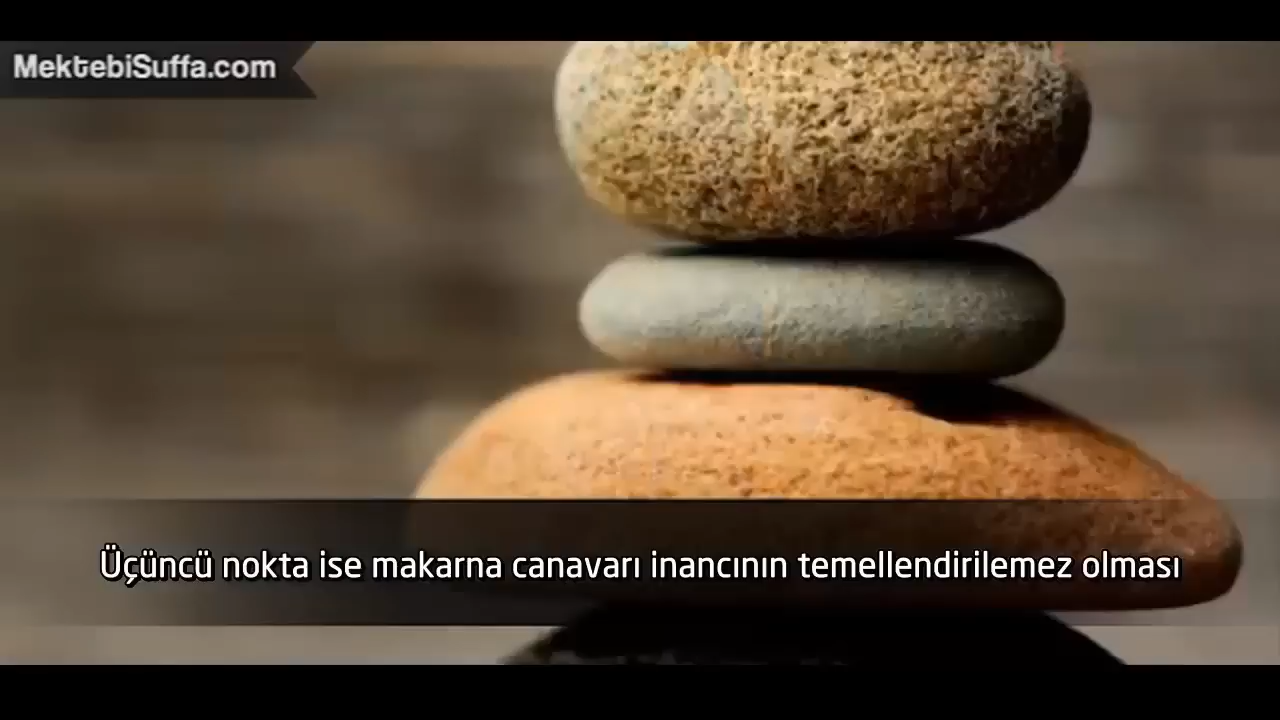 MektebiSuffa.com
Üçüncü nokta ise makarna canavarı inancının temellendirilemez olması